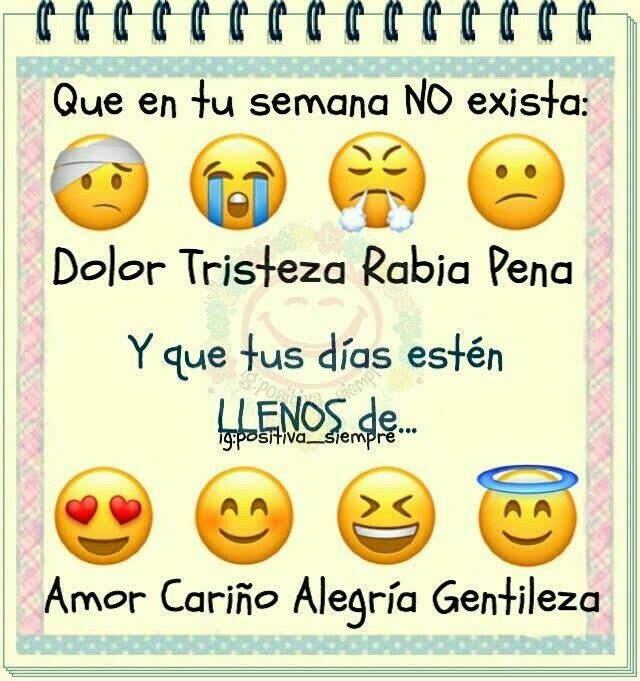 Que en tu semana NO exista:
Dolor Tristeza Rabia Pena
Y que tus días estén
LLENOS de...
ig:positiva_siempre
Amor Cariño Alegría Gentileza